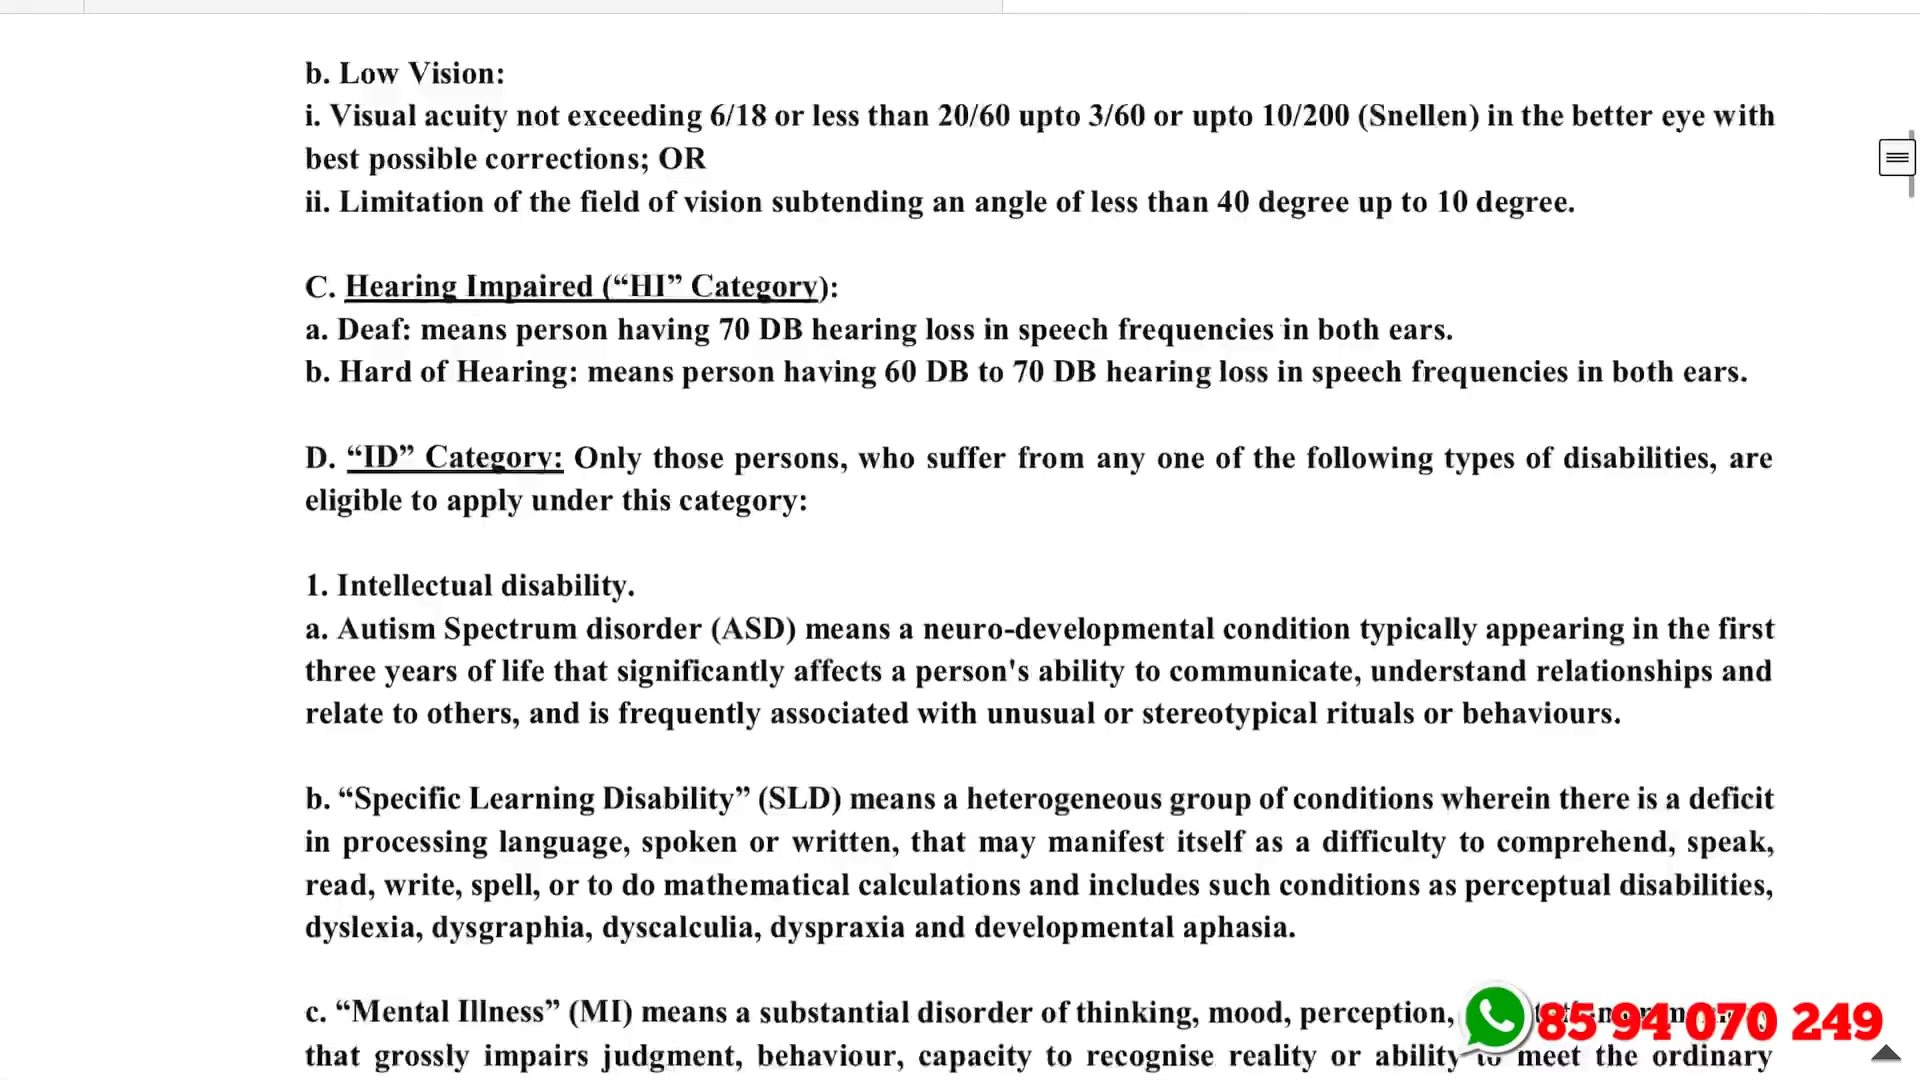 b. Low Vision:
i. Visual acuity not exceeding 6/18 or less than 20/60 upto 3/60 or upto 10/200 (Snellen) in the better eye with
best possible corrections; OR
ii. Limitation of the field of vision subtending an angle of less than 40 degree up to 10 degree.
C. Hearing Impaired (“HI” Category):
a. Deaf: means person having 70 DB hearing loss in speech frequencies in both ears.
b. Hard of Hearing: means person having 60 DB to 70 DB hearing loss in speech frequencies in both ears.
D. “ID” Category: Only those persons, who suffer from any one of the following types of disabilities, are
eligible to apply under this category:
1. Intellectual disability.
a. Autism Spectrum disorder (ASD) means a neuro-developmental condition typically appearing in the first
three years of life that significantly affects a person's ability to communicate, understand relationships and
relate to others, and is frequently associated with unusual or stereotypical rituals or behaviours.
b. “Specific Learning Disability” (SLD) means a heterogeneous group of conditions wherein there is a deficit
in processing language, spoken or written, that may manifest itself as a difficulty to comprehend, speak,
read, write, spell, or to do mathematical calculations and includes such conditions as perceptual disabilities,
dyslexia, dysgraphia, dyscalculia, dyspraxia and developmental aphasia.
c. “Mental Illness” (MI) means a substantial disorder of thinking, mood, perception,
85 94 070 249
that grossly impairs judgment, behaviour, capacity to recognise reality or ability to meet the ordinary